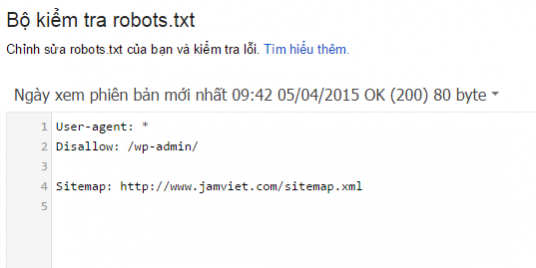 Bộ kiểm tra robots.txt
Chỉnh sửa robots.txt của bạn và kiểm tra lỗi. Tìm hiểu thêm.
Ngày xem phiên bản mới nhất 09:42 05/04/2015 OK (200) 80 byte
1 User-agent: *
2 Disallow: /wp-admin/
3
4 Sitemap: http://www.jamviet.com/sitemap.xml
5